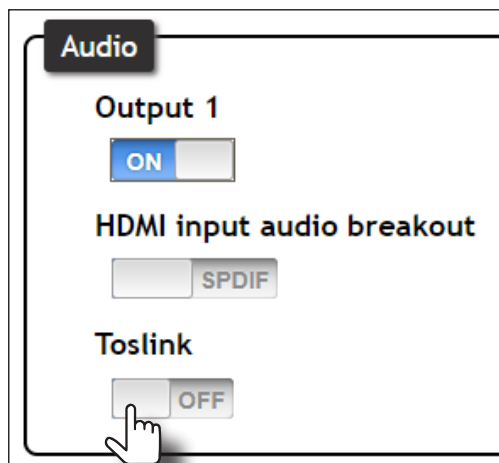 Audio
Output 1
ON
HDMI input audio breakout
SPDIF
Toslink
OFF